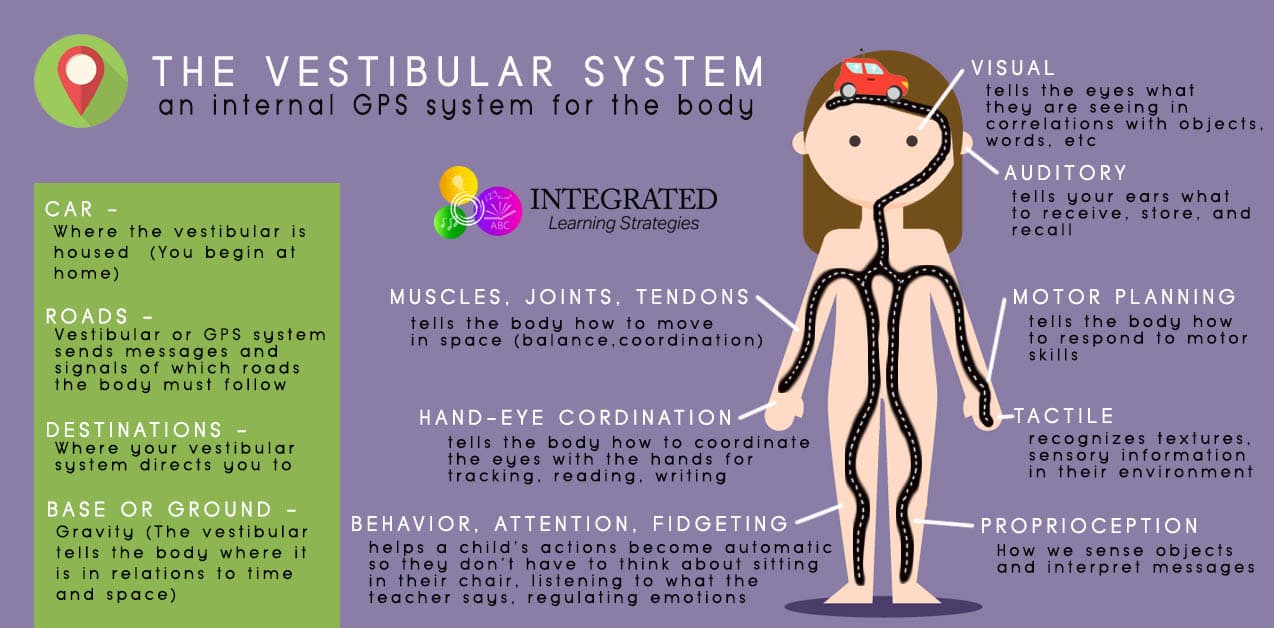 THE VESTIBULAR SYSTEM
an internal GPS system for the body
CAR -
Where the vestibular is
housed (You begin at
home)
ROADS -
Vestibular or GPS system
sends messages and
signals of which roads
the body must follow
DESTINATIONS -
Where your vestibular
system directs you to
BASE OR GROUND -
Gravity (The vestibular
tells the body where it
is in relations to time
and space)
123
ABC
INTEGRATED
Learning Strategies
MUSCLES, JOINTS, TENDONS
tells the body how to move
in space (balance,coordination)
HAND-EYE CORDINATION
tells the body how to coordinate
the eyes with the hands for
tracking, reading, writing
BEHAVIOR, ATTENTION, FIDGETING
helps a child's actions become automatic
so they don't have to think about sitting
in their chair, listening to what the
teacher says, regulating emotions
VISUAL
tells the eyes what
they are seeing in
correlations with objects,
words, etc
AUDITORY
tells your ears what
to receive, store, and
recall
MOTOR PLANNING
tells the body how
to respond to motor
skills
TACTILE
recognizes textures,
sensory information
in their environment
PROPRIOCEPTION
How we sense objects
and interpret messages